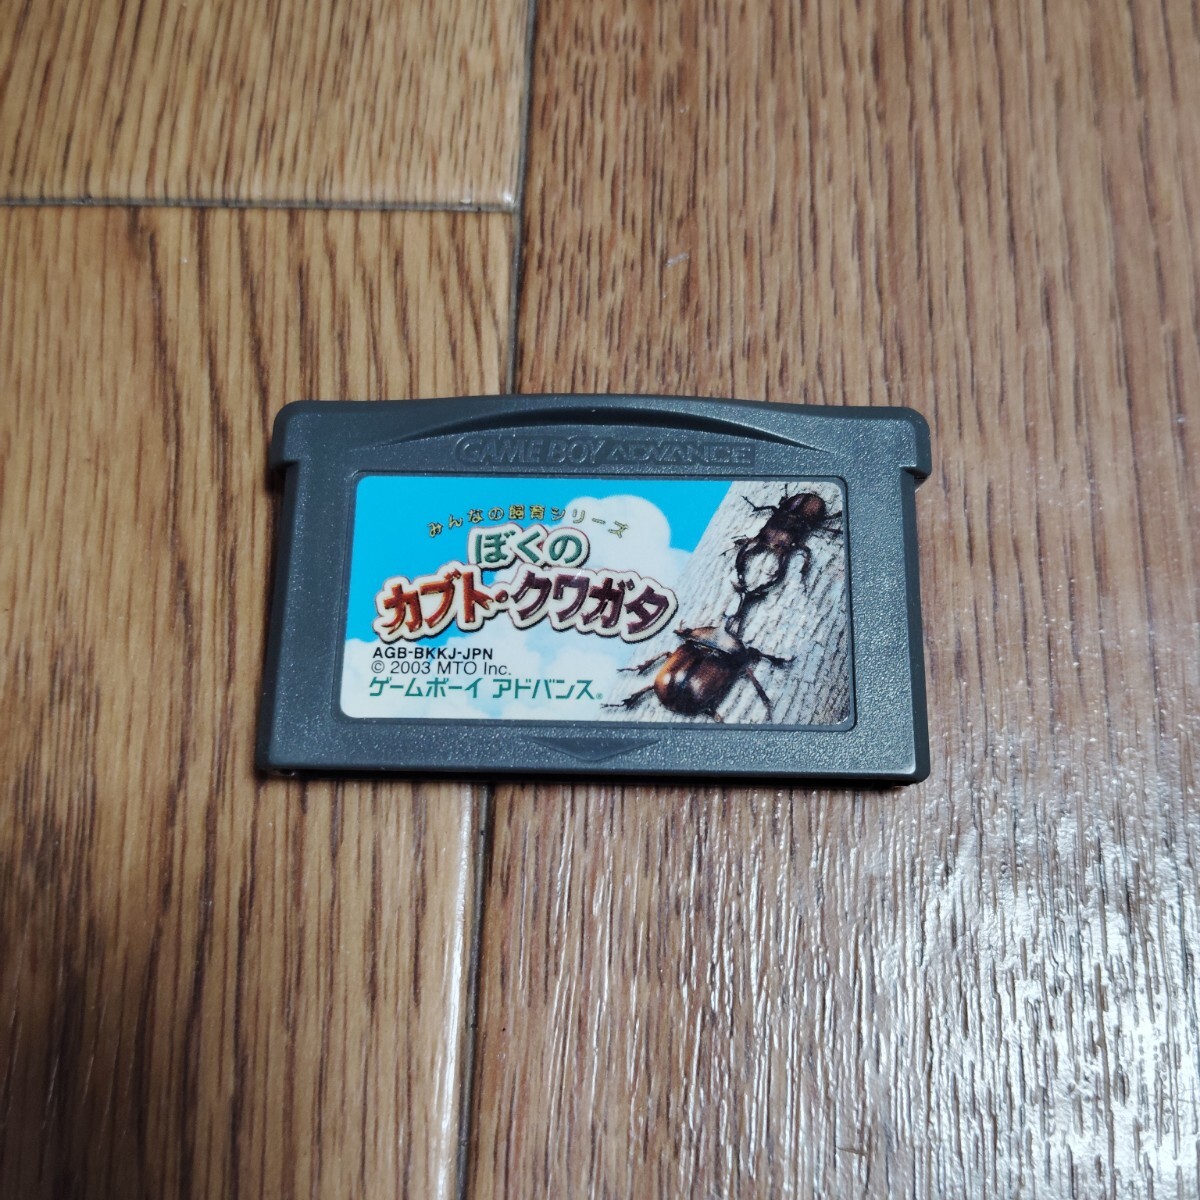 GAME BOY ADVANCE
みんなの飼育シリーズ
ぼくの
カブト・クワガタ
AGB-BKKJ-JPN
© 2003 MTO Inc.
ゲームボーイ アドバンス®